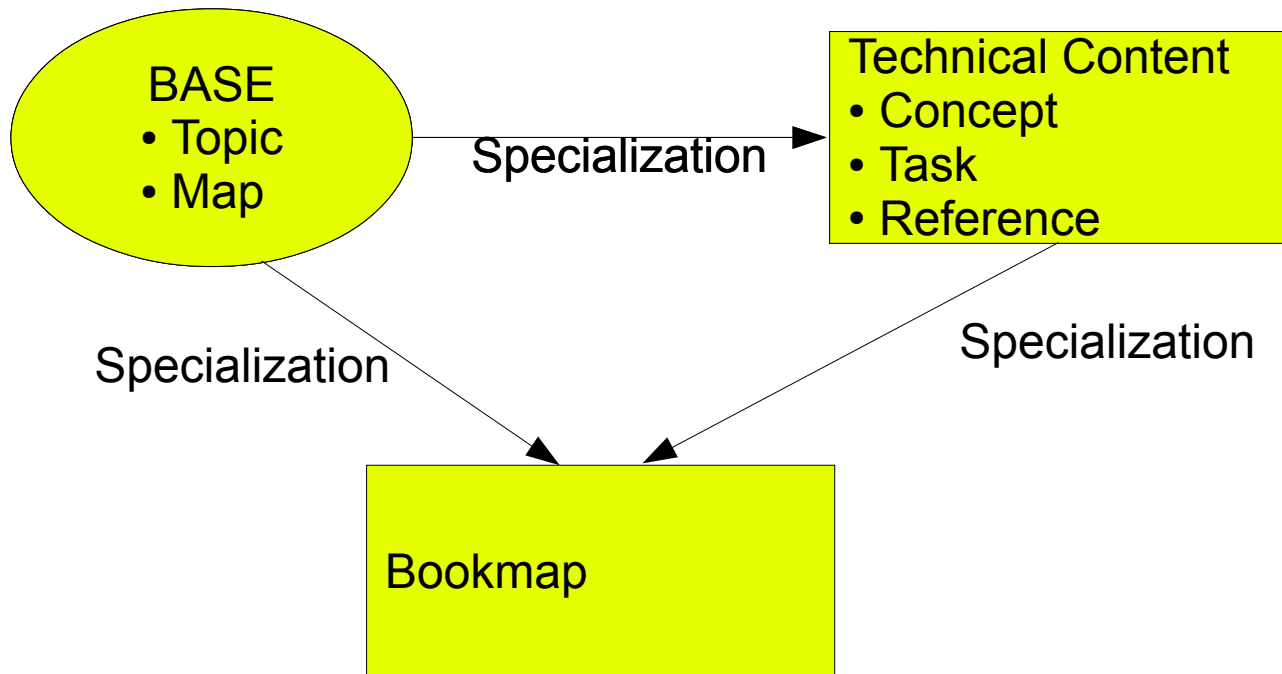 BASE
• Topic
• Map
Specialization
Technical Content
• Concept
• Task
• Reference
Specialization
Specialization
Bookmap